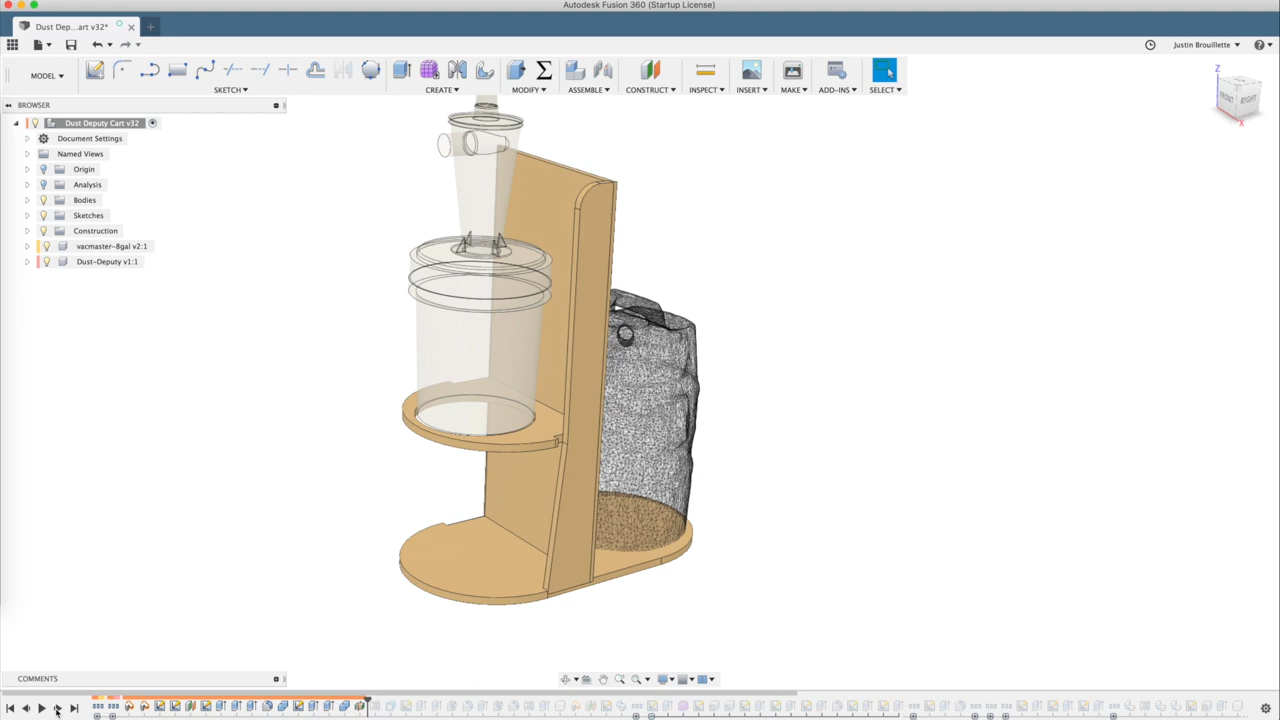 Autodesk Fusion 360 (Startup License)
Dust Dep...art v32*
Justin Brouillette
MODEL
SKETCH
CREATE
MODIFY
ASSEMBLE
CONSTRUCT
INSPECT
INSERT
MAKE
ADD-INS
SELECT
Z
FRONT
RIGHT
X
BROWSER
Dust Deputy Cart v32
Document Settings
Named Views
Origin
Analysis
Bodies
Sketches
Construction
vacmaster-8gal v2:1
Dust-Deputy v1:1
COMMENTS